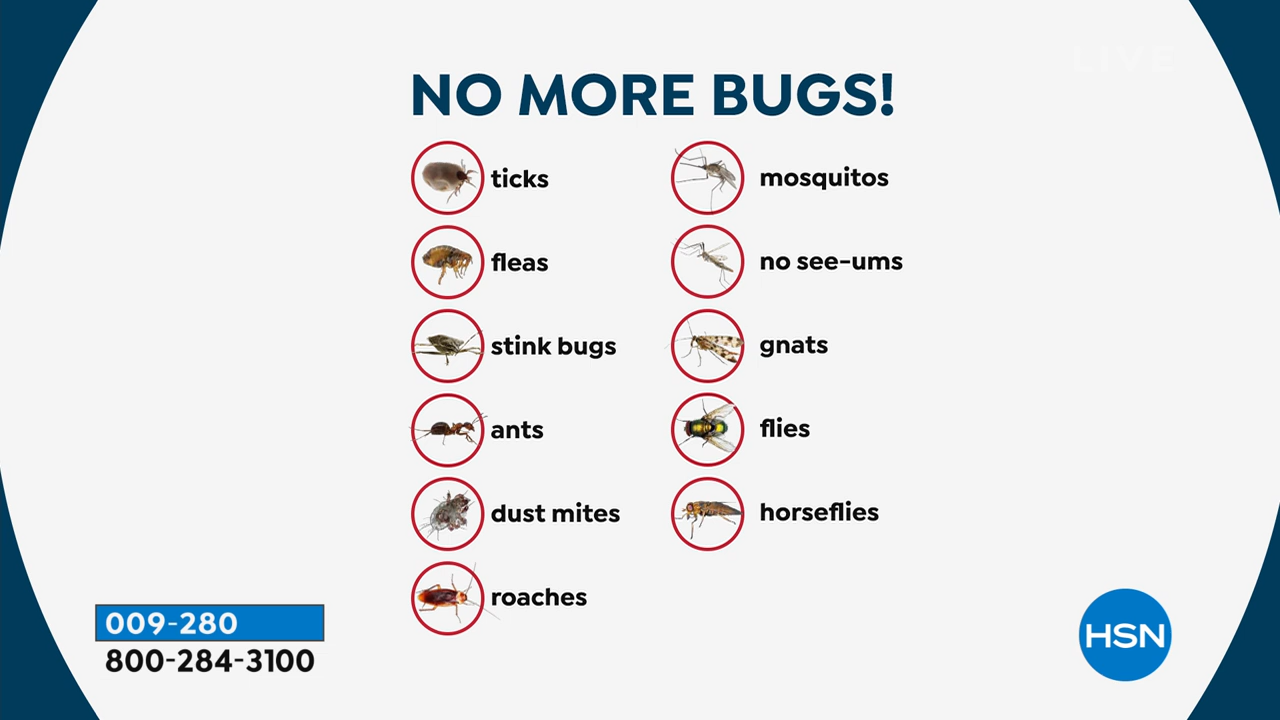 LIVE
NO MORE BUGS!
ticks
fleas
stink bugs
ants
dust mites
roaches
mosquitos
no see-ums
gnats
flies
horseflies
009-280
800-284-3100
HSN